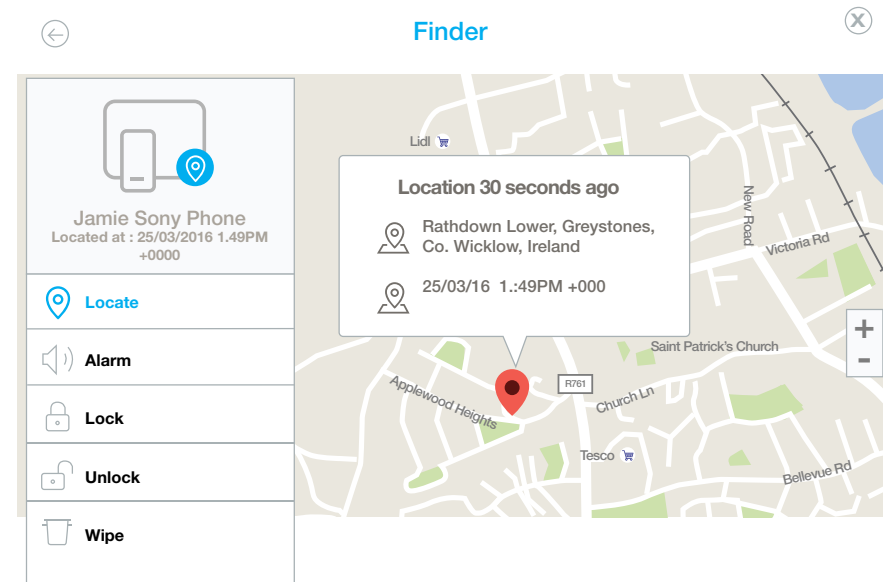 Finder
X
Jamie Sony Phone
Located at : 25/03/2016 1.49PM
+0000
Locate
Alarm
Lock
Unlock
Wipe
Lidl
Location 30 seconds ago
Rathdown Lower, Greystones,
Co. Wicklow, Ireland
25/03/16 1.:49PM +000
New Road
Victoria Rd
+
-
Saint Patrick's Church
R761
Applewood Heights
Church Ln
Tesco
Bellevue Rd